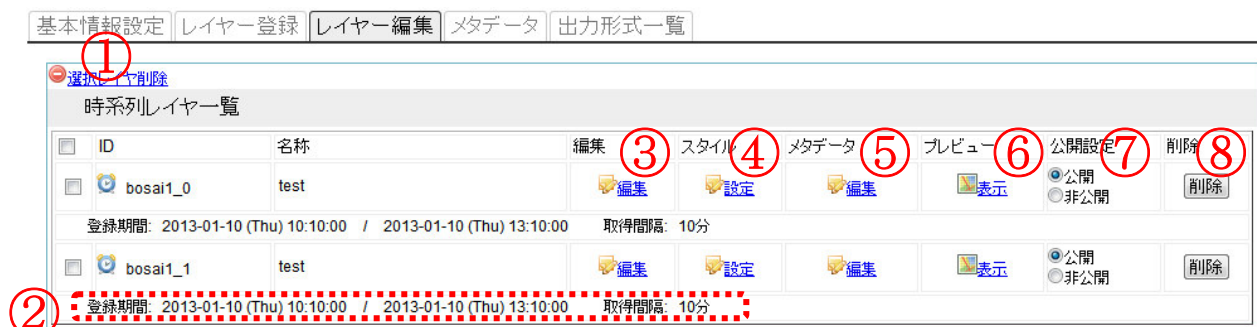 基本情報設定 レイヤー登録 レイヤー編集 メタデータ 出力形式一覧
①
選択レイヤ削除
時系列レイヤ一覧
ID 名称 編集 ③ スタイル ④ メタデータ ⑤ プレビュー ⑥ 公開設定 ⑦ 削除 ⑧
bosai1_0 test 編集 設定 編集 表示 公開 非公開 削除
登録期間: 2013-01-10 (Thu) 10:10:00 / 2013-01-10 (Thu) 13:10:00 取得間隔: 10分
bosai1_1 test 編集 設定 編集 表示 公開 非公開 削除
② 登録期間: 2013-01-10 (Thu) 10:10:00 / 2013-01-10 (Thu) 13:10:00 取得間隔: 10分